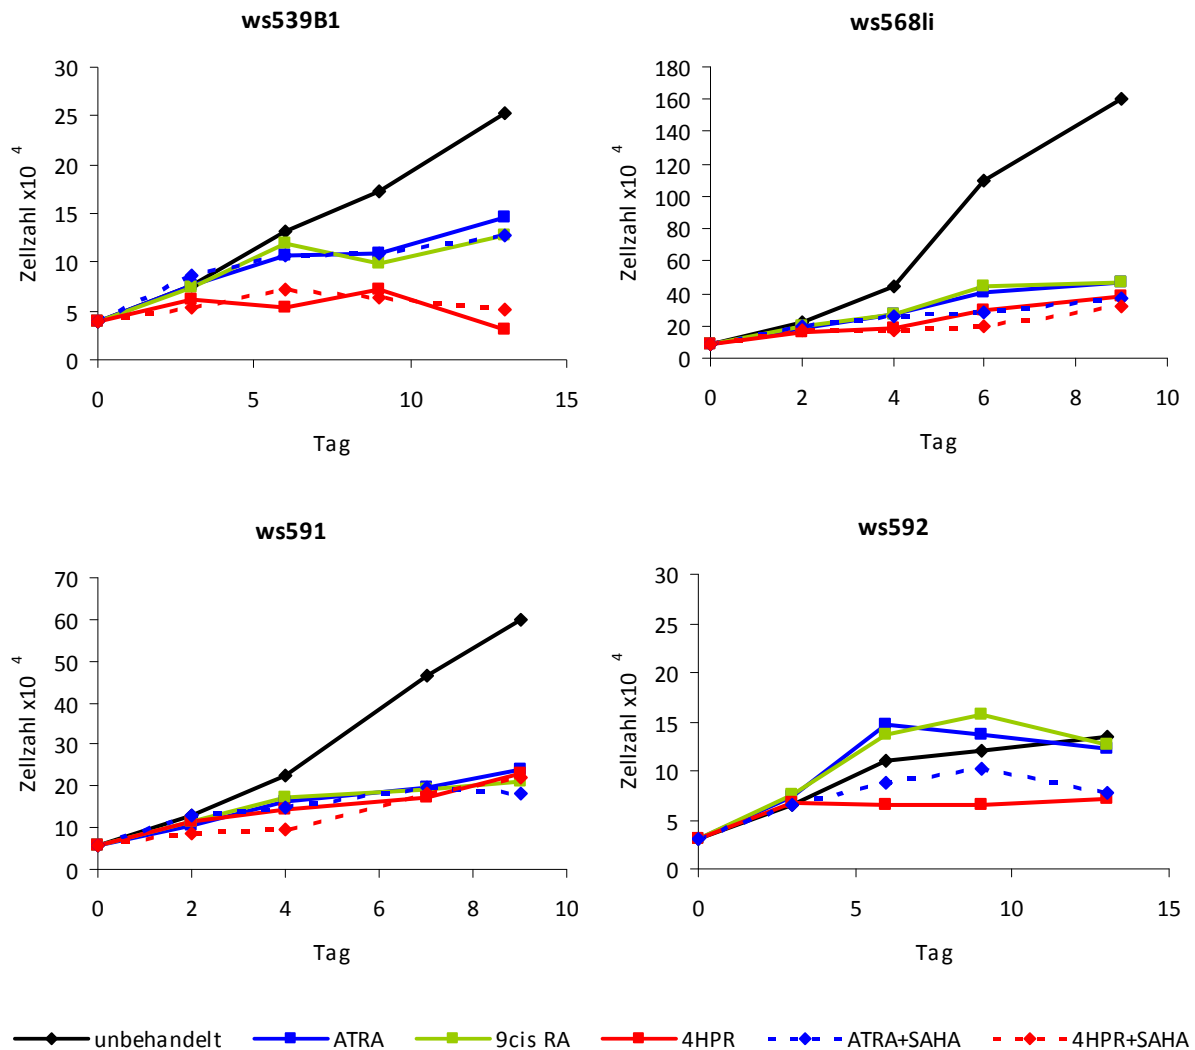 ws539B1
Zellzahl x10 4
30
25
20
15
10
5
0
0 5 10 15
Tag
ws568li
Zellzahl x10 4
180
160
140
120
100
80
60
40
20
0
0 2 4 6 8 10
Tag
ws591
Zellzahl x10 4
70
60
50
40
30
20
10
0
0 2 4 6 8 10
Tag
ws592
Zellzahl x10 4
30
25
20
15
10
5
0
0 5 10 15
Tag
unbehandelt ATRA 9cis RA 4HPR ATRA+SAHA 4HPR+SAHA